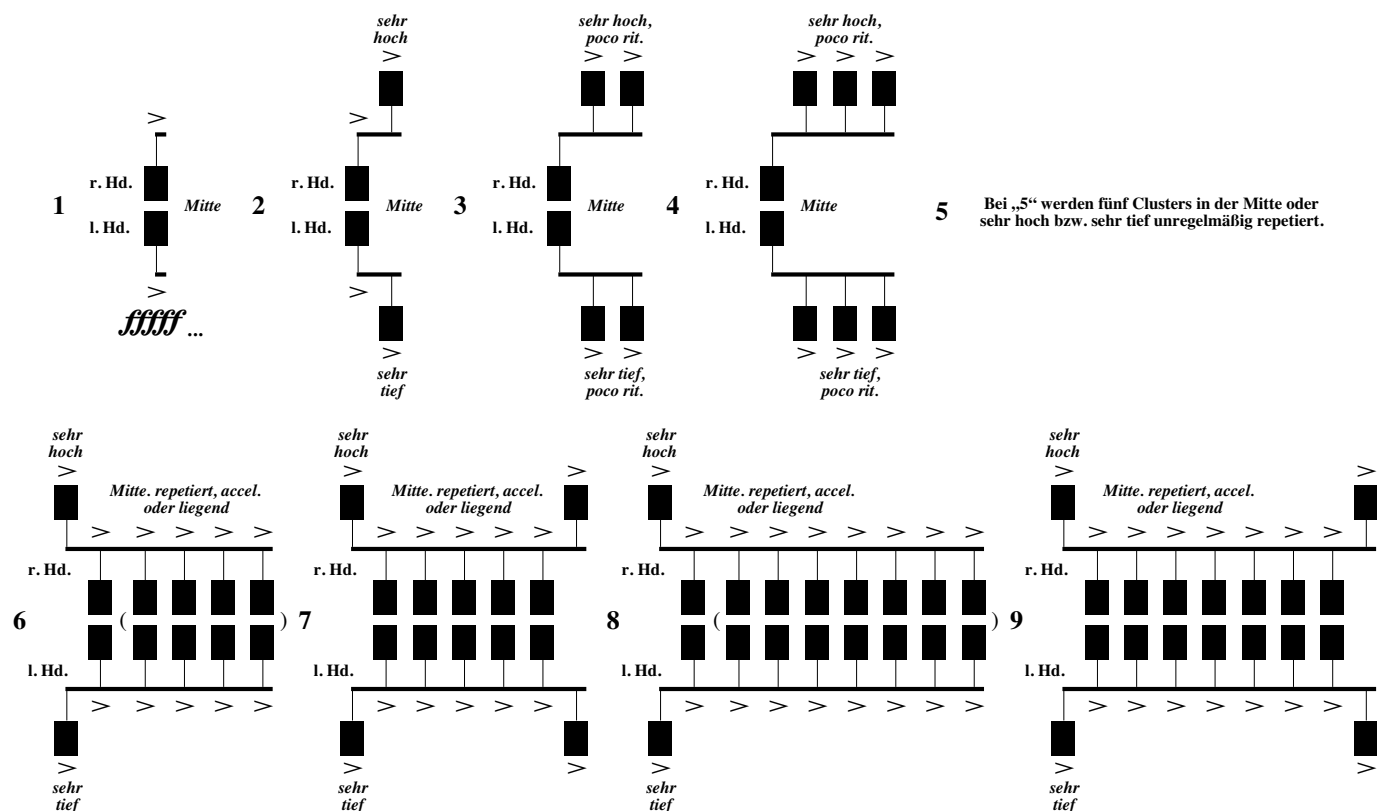 sehr
hoch
sehr hoch,
poco rit.
sehr hoch,
poco rit.
1
r. Hd.
l. Hd.
Mitte
fffff ...
2
r. Hd.
l. Hd.
Mitte
sehr
tief
3
r. Hd.
l. Hd.
Mitte
sehr tief,
poco rit.
4
r. Hd.
l. Hd.
Mitte
sehr tief,
poco rit.
5
Bei „5“ werden fünf Clusters in der Mitte oder
sehr hoch bzw. sehr tief unregelmäßig repetiert.
sehr
hoch
Mitte. repetiert, accel.
oder liegend
r. Hd.
6
( )
l. Hd.
sehr
tief
sehr
hoch
Mitte. repetiert, accel.
oder liegend
r. Hd.
7
l. Hd.
sehr
tief
sehr
hoch
Mitte. repetiert, accel.
oder liegend
r. Hd.
8
( )
l. Hd.
sehr
tief
sehr
hoch
Mitte. repetiert, accel.
oder liegend
r. Hd.
9
l. Hd.
sehr
tief